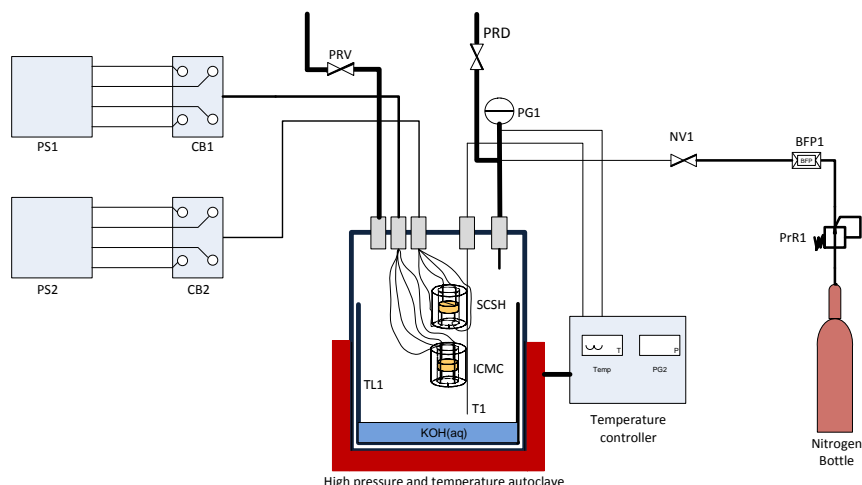 PRV
PRD
PG1
NV1
BFP1
BFP
PS1
CB1
PrR1
PS2
CB2
SCSH
ICMC
TL1
T1
KOH(aq)
T
P
Temp
PG2
Temperature
controller
Nitrogen
Bottle
High pressure and temperature autoclave